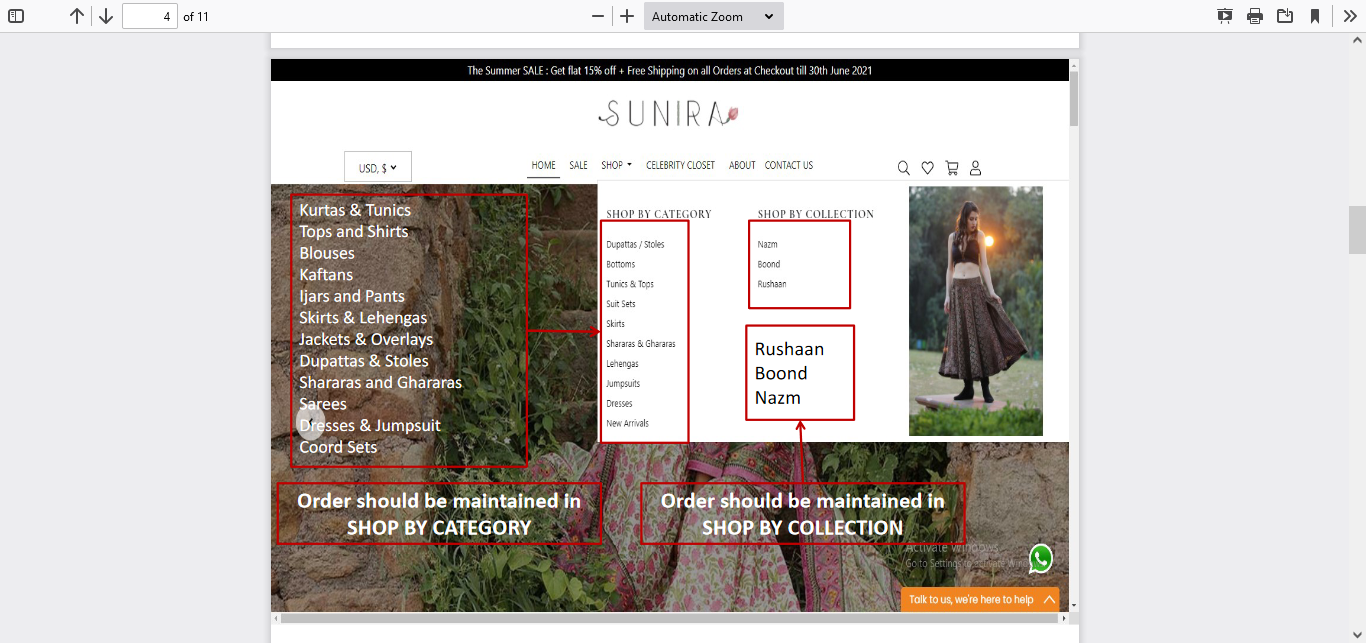 4 of 11
Automatic Zoom
The Summer SALE : Get flat 15% off + Free Shipping on all Orders at Checkout till 30th June 2021
SUNIRA
USD, $
HOME SALE SHOP CELEBRITY CLOSET ABOUT CONTACT US
Kurtas & Tunics
Tops and Shirts
Blouses
Kaftans
Ijars and Pants
Skirts & Lehengas
Jackets & Overlays
Dupattas & Stoles
Shararas and Ghararas
Sarees
Dresses & Jumpsuit
Coord Sets
SHOP BY CATEGORY
Dupattas / Stoles
Bottoms
Tunics & Tops
Suit Sets
Skirts
Shararas & Ghararas
Lehengas
Jumpsuits
Dresses
New Arrivals
SHOP BY COLLECTION
Nazm
Boond
Rushaan
Rushaan
Boond
Nazm
Order should be maintained in
SHOP BY CATEGORY
Order should be maintained in
SHOP BY COLLECTION
Activate Windows
Go to Settings to activate Windows
Talk to us, we're here to help